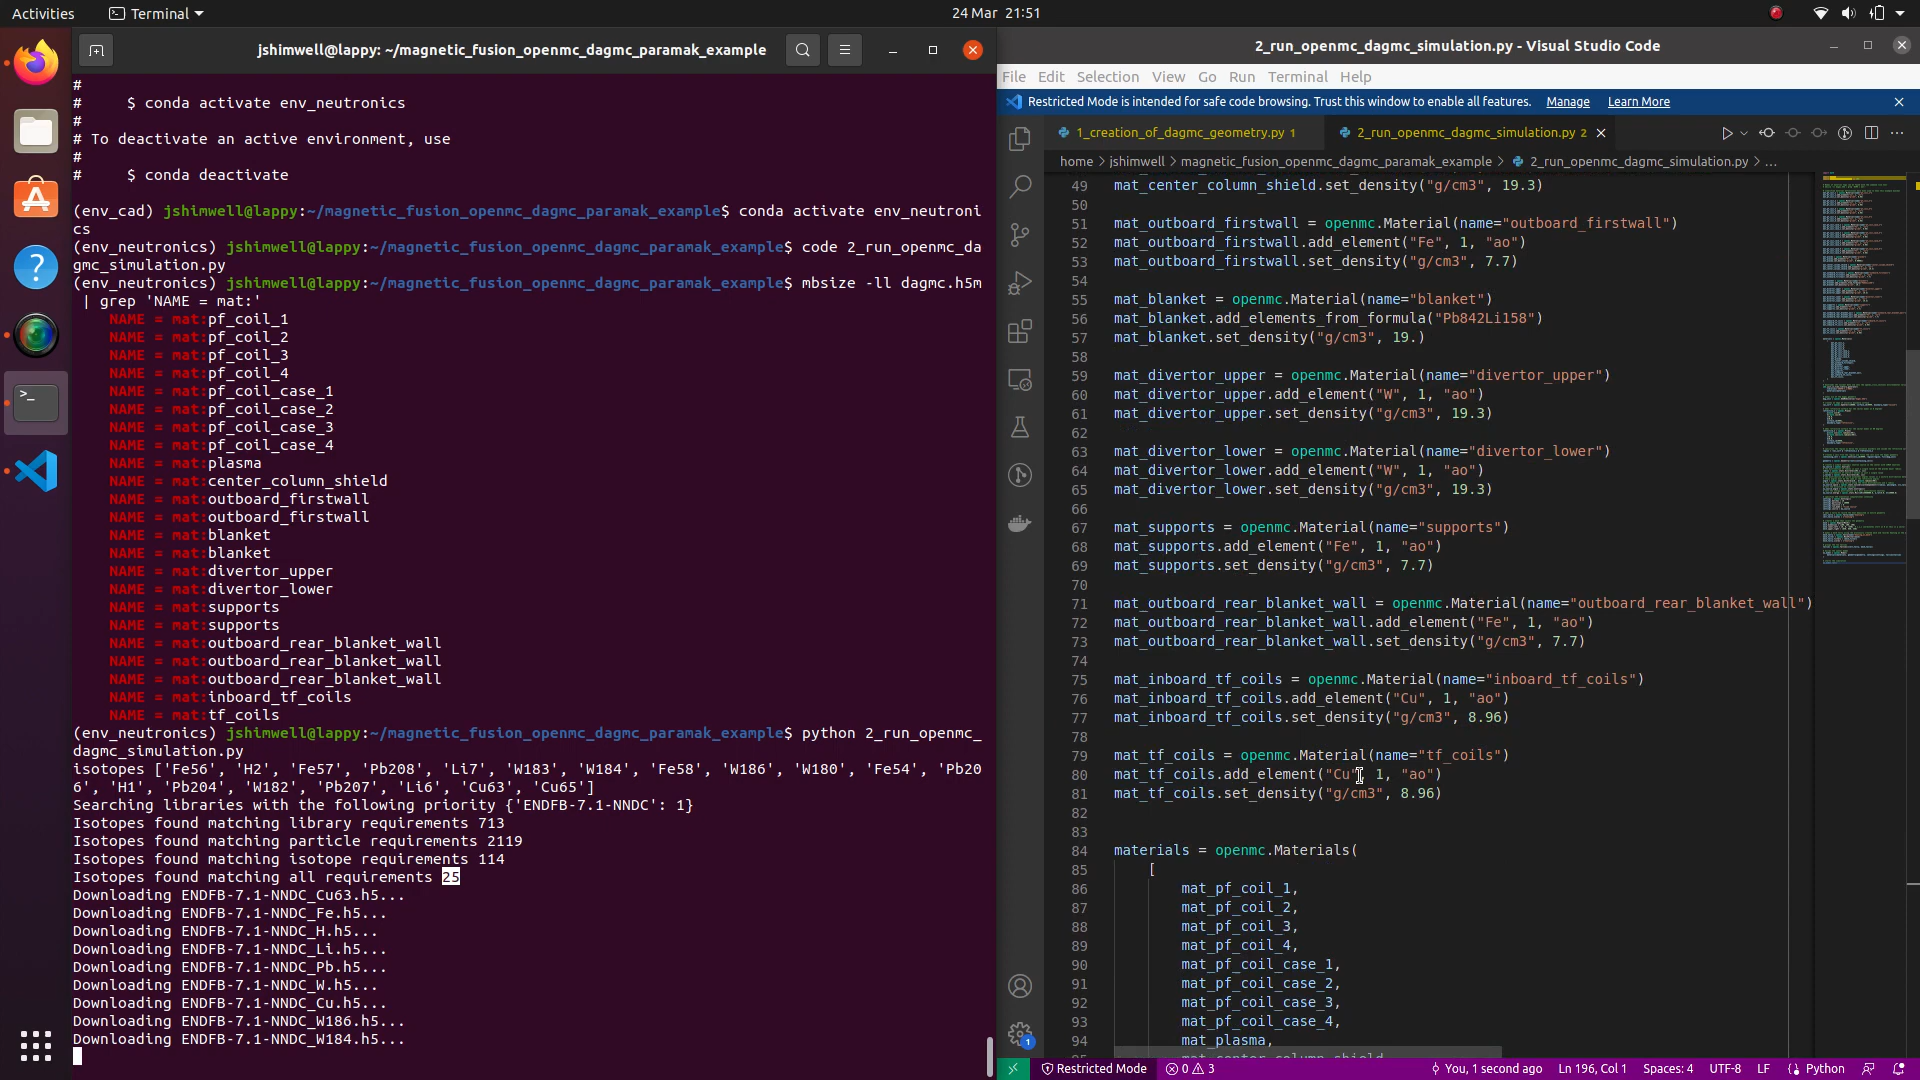 Activities
Terminal
24 Mar 21:51
jshimwell@lappy: ~/magnetic_fusion_openmc_dagmc_paramak_example
#
#     $ conda activate env_neutronics
#
# To deactivate an active environment, use
#
#     $ conda deactivate
(env_cad) jshimwell@lappy:~/magnetic_fusion_openmc_dagmc_paramak_example$ conda activate env_neutroni
cs
(env_neutronics) jshimwell@lappy:~/magnetic_fusion_openmc_dagmc_paramak_example$ code 2_run_openmc_da
gmc_simulation.py
(env_neutronics) jshimwell@lappy:~/magnetic_fusion_openmc_dagmc_paramak_example$ mbsize -ll dagmc.h5m
 | grep 'NAME = mat:'
NAME = mat:pf_coil_1
NAME = mat:pf_coil_2
NAME = mat:pf_coil_3
NAME = mat:pf_coil_4
NAME = mat:pf_coil_case_1
NAME = mat:pf_coil_case_2
NAME = mat:pf_coil_case_3
NAME = mat:pf_coil_case_4
NAME = mat:plasma
NAME = mat:center_column_shield
NAME = mat:outboard_firstwall
NAME = mat:outboard_firstwall
NAME = mat:blanket
NAME = mat:blanket
NAME = mat:divertor_upper
NAME = mat:divertor_lower
NAME = mat:supports
NAME = mat:supports
NAME = mat:outboard_rear_blanket_wall
NAME = mat:outboard_rear_blanket_wall
NAME = mat:outboard_rear_blanket_wall
NAME = mat:inboard_tf_coils
NAME = mat:tf_coils
(env_neutronics) jshimwell@lappy:~/magnetic_fusion_openmc_dagmc_paramak_example$ python 2_run_openmc_
dagmc_simulation.py
isotopes ['Fe56', 'H2', 'Fe57', 'Pb208', 'Li7', 'W183', 'W184', 'Fe58', 'W186', 'W180', 'Fe54', 'Pb20
6', 'H1', 'Pb204', 'W182', 'Pb207', 'Li6', 'Cu63', 'Cu65']
Searching libraries with the following priority {'ENDFB-7.1-NNDC': 1}
Isotopes found matching library requirements 713
Isotopes found matching particle requirements 2119
Isotopes found matching isotope requirements 114
Isotopes found matching all requirements 25
Downloading ENDFB-7.1-NNDC_Cu63.h5...
Downloading ENDFB-7.1-NNDC_Fe.h5...
Downloading ENDFB-7.1-NNDC_H.h5...
Downloading ENDFB-7.1-NNDC_Li.h5...
Downloading ENDFB-7.1-NNDC_Pb.h5...
Downloading ENDFB-7.1-NNDC_W.h5...
Downloading ENDFB-7.1-NNDC_Cu.h5...
Downloading ENDFB-7.1-NNDC_W186.h5...
Downloading ENDFB-7.1-NNDC_W184.h5...
2_run_openmc_dagmc_simulation.py - Visual Studio Code
File Edit Selection View Go Run Terminal Help
Restricted Mode is intended for safe code browsing. Trust this window to enable all features. Manage Learn More
1_creation_of_dagmc_geometry.py 1
2_run_openmc_dagmc_simulation.py 2
home > jshimwell > magnetic_fusion_openmc_dagmc_paramak_example > 2_run_openmc_dagmc_simulation.py > ...
49 mat_center_column_shield.set_density("g/cm3", 19.3)
50
51 mat_outboard_firstwall = openmc.Material(name="outboard_firstwall")
52 mat_outboard_firstwall.add_element("Fe", 1, "ao")
53 mat_outboard_firstwall.set_density("g/cm3", 7.7)
54
55 mat_blanket = openmc.Material(name="blanket")
56 mat_blanket.add_elements_from_formula("Pb842Li158")
57 mat_blanket.set_density("g/cm3", 19.)
58
59 mat_divertor_upper = openmc.Material(name="divertor_upper")
60 mat_divertor_upper.add_element("W", 1, "ao")
61 mat_divertor_upper.set_density("g/cm3", 19.3)
62
63 mat_divertor_lower = openmc.Material(name="divertor_lower")
64 mat_divertor_lower.add_element("W", 1, "ao")
65 mat_divertor_lower.set_density("g/cm3", 19.3)
66
67 mat_supports = openmc.Material(name="supports")
68 mat_supports.add_element("Fe", 1, "ao")
69 mat_supports.set_density("g/cm3", 7.7)
70
71 mat_outboard_rear_blanket_wall = openmc.Material(name="outboard_rear_blanket_wall")
72 mat_outboard_rear_blanket_wall.add_element("Fe", 1, "ao")
73 mat_outboard_rear_blanket_wall.set_density("g/cm3", 7.7)
74
75 mat_inboard_tf_coils = openmc.Material(name="inboard_tf_coils")
76 mat_inboard_tf_coils.add_element("Cu", 1, "ao")
77 mat_inboard_tf_coils.set_density("g/cm3", 8.96)
78
79 mat_tf_coils = openmc.Material(name="tf_coils")
80 mat_tf_coils.add_element("Cu", 1, "ao")
81 mat_tf_coils.set_density("g/cm3", 8.96)
82
83
84 materials = openmc.Materials(
85 [
86 mat_pf_coil_1,
87 mat_pf_coil_2,
88 mat_pf_coil_3,
89 mat_pf_coil_4,
90 mat_pf_coil_case_1,
91 mat_pf_coil_case_2,
92 mat_pf_coil_case_3,
93 mat_pf_coil_case_4,
94 mat_plasma,
1
Restricted Mode 0 3 You, 1 second ago Ln 196, Col 1 Spaces: 4 UTF-8 LF Python